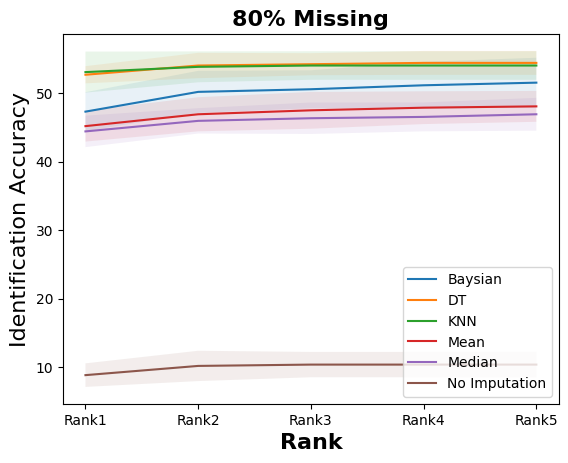 80% Missing
Identification Accuracy
50
40
30
20
10
Baysian
DT
KNN
Mean
Median
No Imputation
Rank1 Rank2 Rank3 Rank4 Rank5
Rank